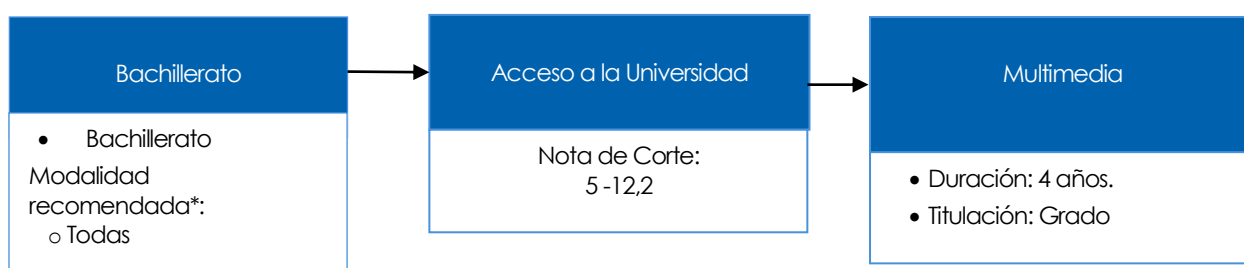 Bachillerato
• Bachillerato
Modalidad
recomendada*:
o Todas
Acceso a la Universidad
Nota de Corte:
5 -12,2
Multimedia
• Duración: 4 años.
• Titulación: Grado